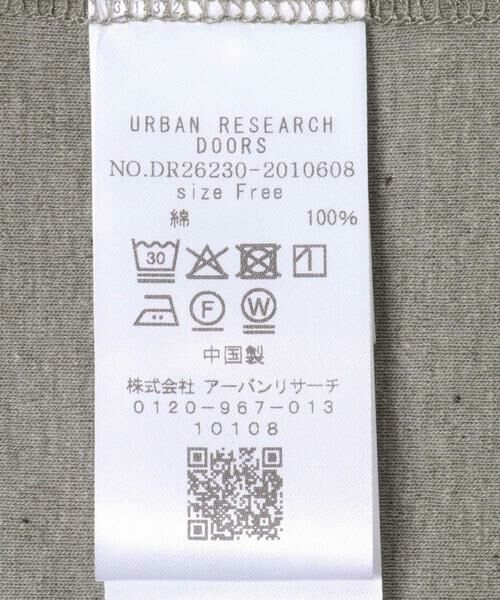 URBAN RESEARCH
DOORS
NO.DR26230-2010608
size Free
綿 100%
30
F W
中国製
株式会社 アーバンリサーチ
0120-967-013
10108